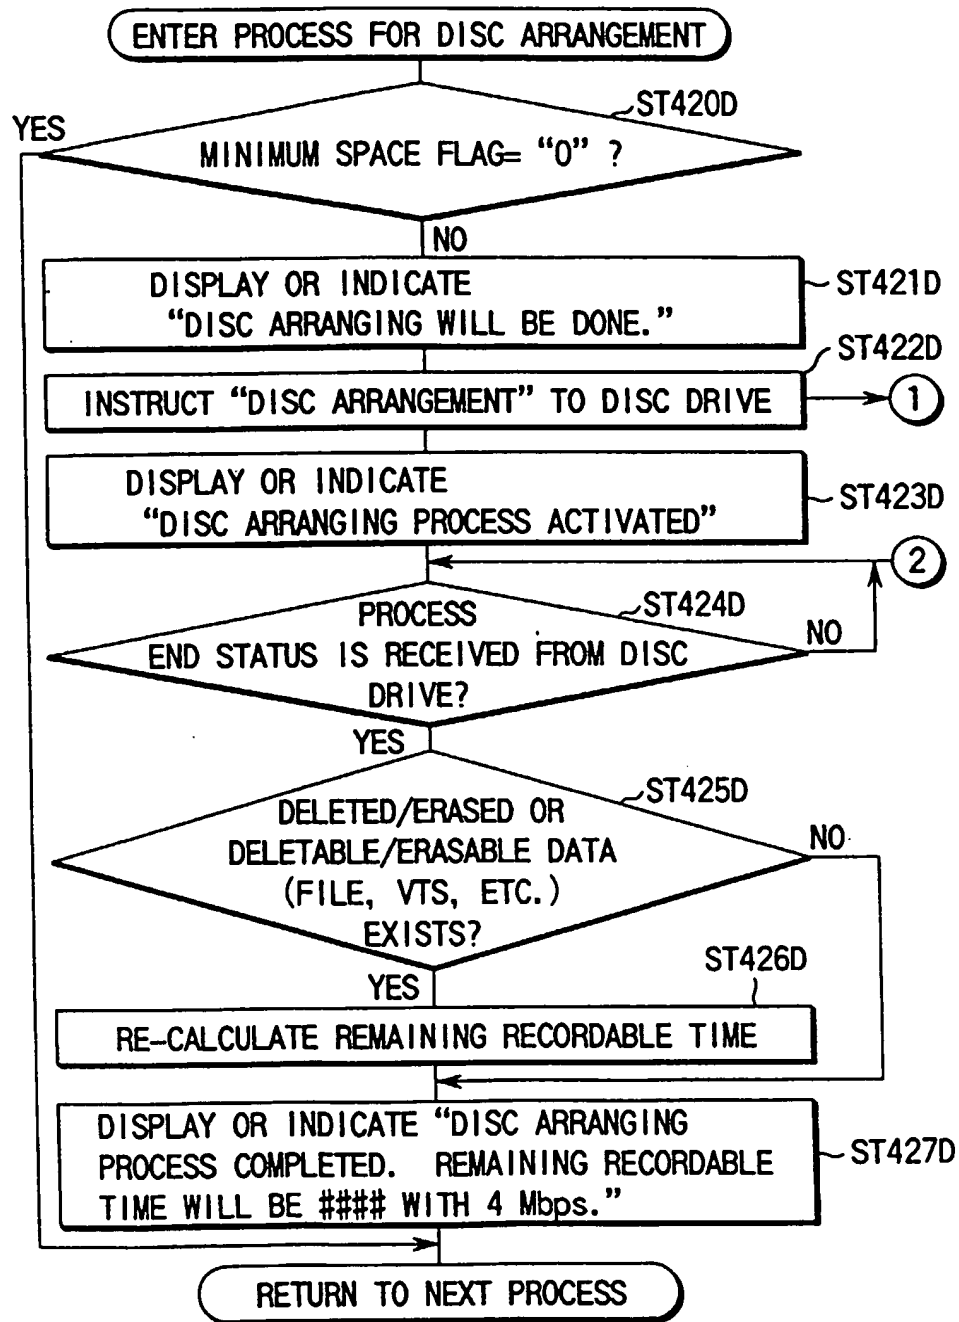 ENTER PROCESS FOR DISC ARRANGEMENT
ST420D
YES
MINIMUM SPACE FLAG= “0” ?
NO
DISPLAY OR INDICATE
“DISC ARRANGING WILL BE DONE.”
ST421D
ST422D
INSTRUCT “DISC ARRANGEMENT” TO DISC DRIVE
1
DISPLAY OR INDICATE
“DISC ARRANGING PROCESS ACTIVATED”
ST423D
2
ST424D
PROCESS
END STATUS IS RECEIVED FROM DISC
DRIVE?
NO
YES
ST425D
DELETED/ERASED OR
DELETABLE/ERASABLE DATA
(FILE, VTS, ETC.)
EXISTS?
NO
YES
ST426D
RE-CALCULATE REMAINING RECORDABLE TIME
DISPLAY OR INDICATE “DISC ARRANGING
PROCESS COMPLETED. REMAINING RECORDABLE
TIME WILL BE #### WITH 4 Mbps.”
ST427D
RETURN TO NEXT PROCESS